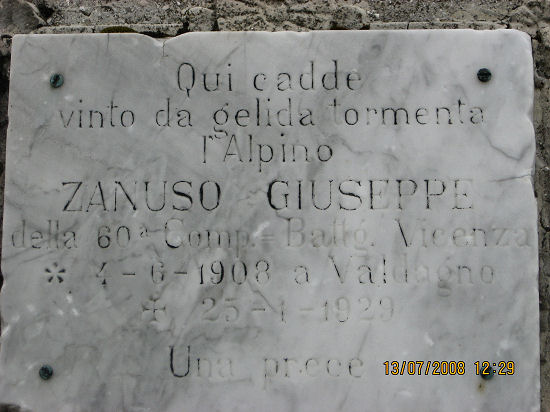 Qui cadde
vinto da gelida tormenta
l'Alpino
ZANUSO GIUSEPPE
della 60ª Comp.= Battg. Vicenza
* 4-6-1908 a Valdagno
+ 25-1-1929
Una prece
13/07/2008 12:29